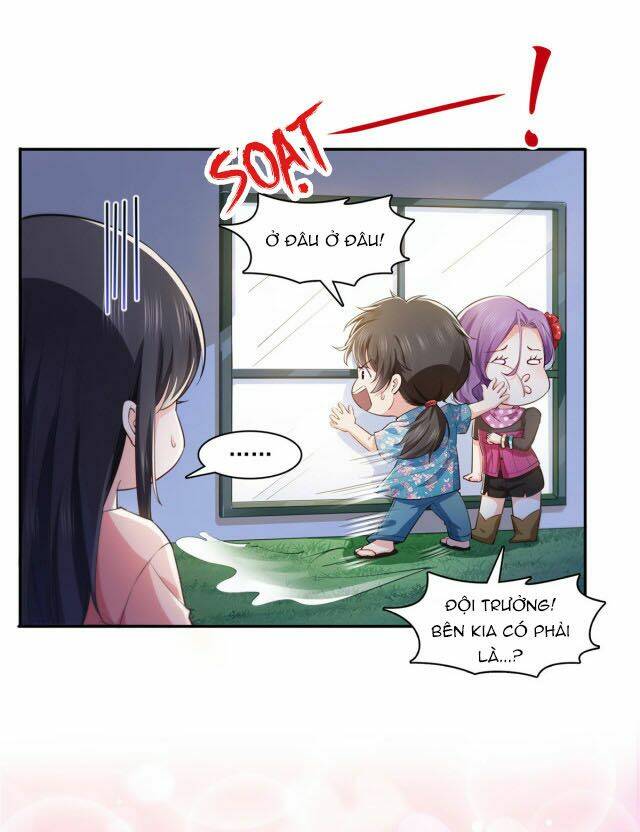 !
SOẠT
Ở ĐÂU Ở ĐÂU!
......
ĐỘI TRƯỞNG!
BÊN KIA CÓ PHẢI
LÀ...?